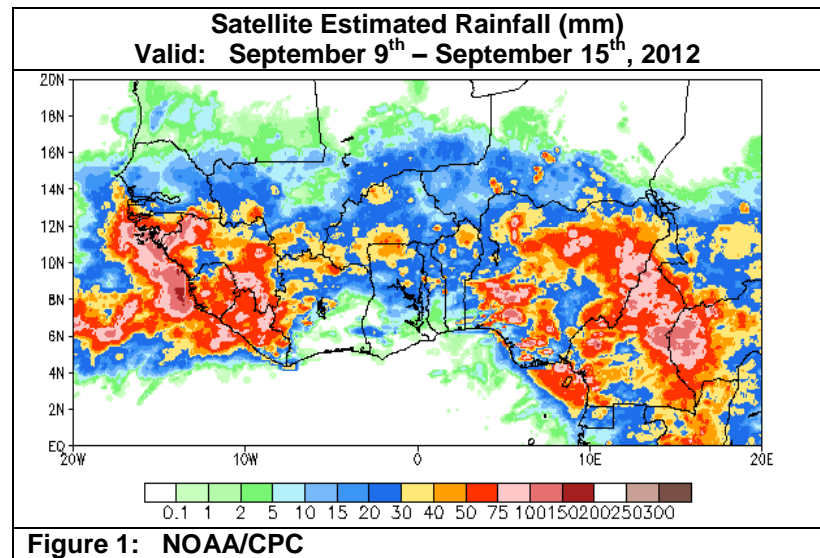 Satellite Estimated Rainfall (mm)
Valid: September 9th – September 15th, 2012
20N
18N
16N
14N
12N
10N
8N
6N
4N
2N
EQ
20W 10W 0 10E 20E
0.1 1 2 5 10 15 20 30 40 50 75 100 150 200 250 300
Figure 1: NOAA/CPC